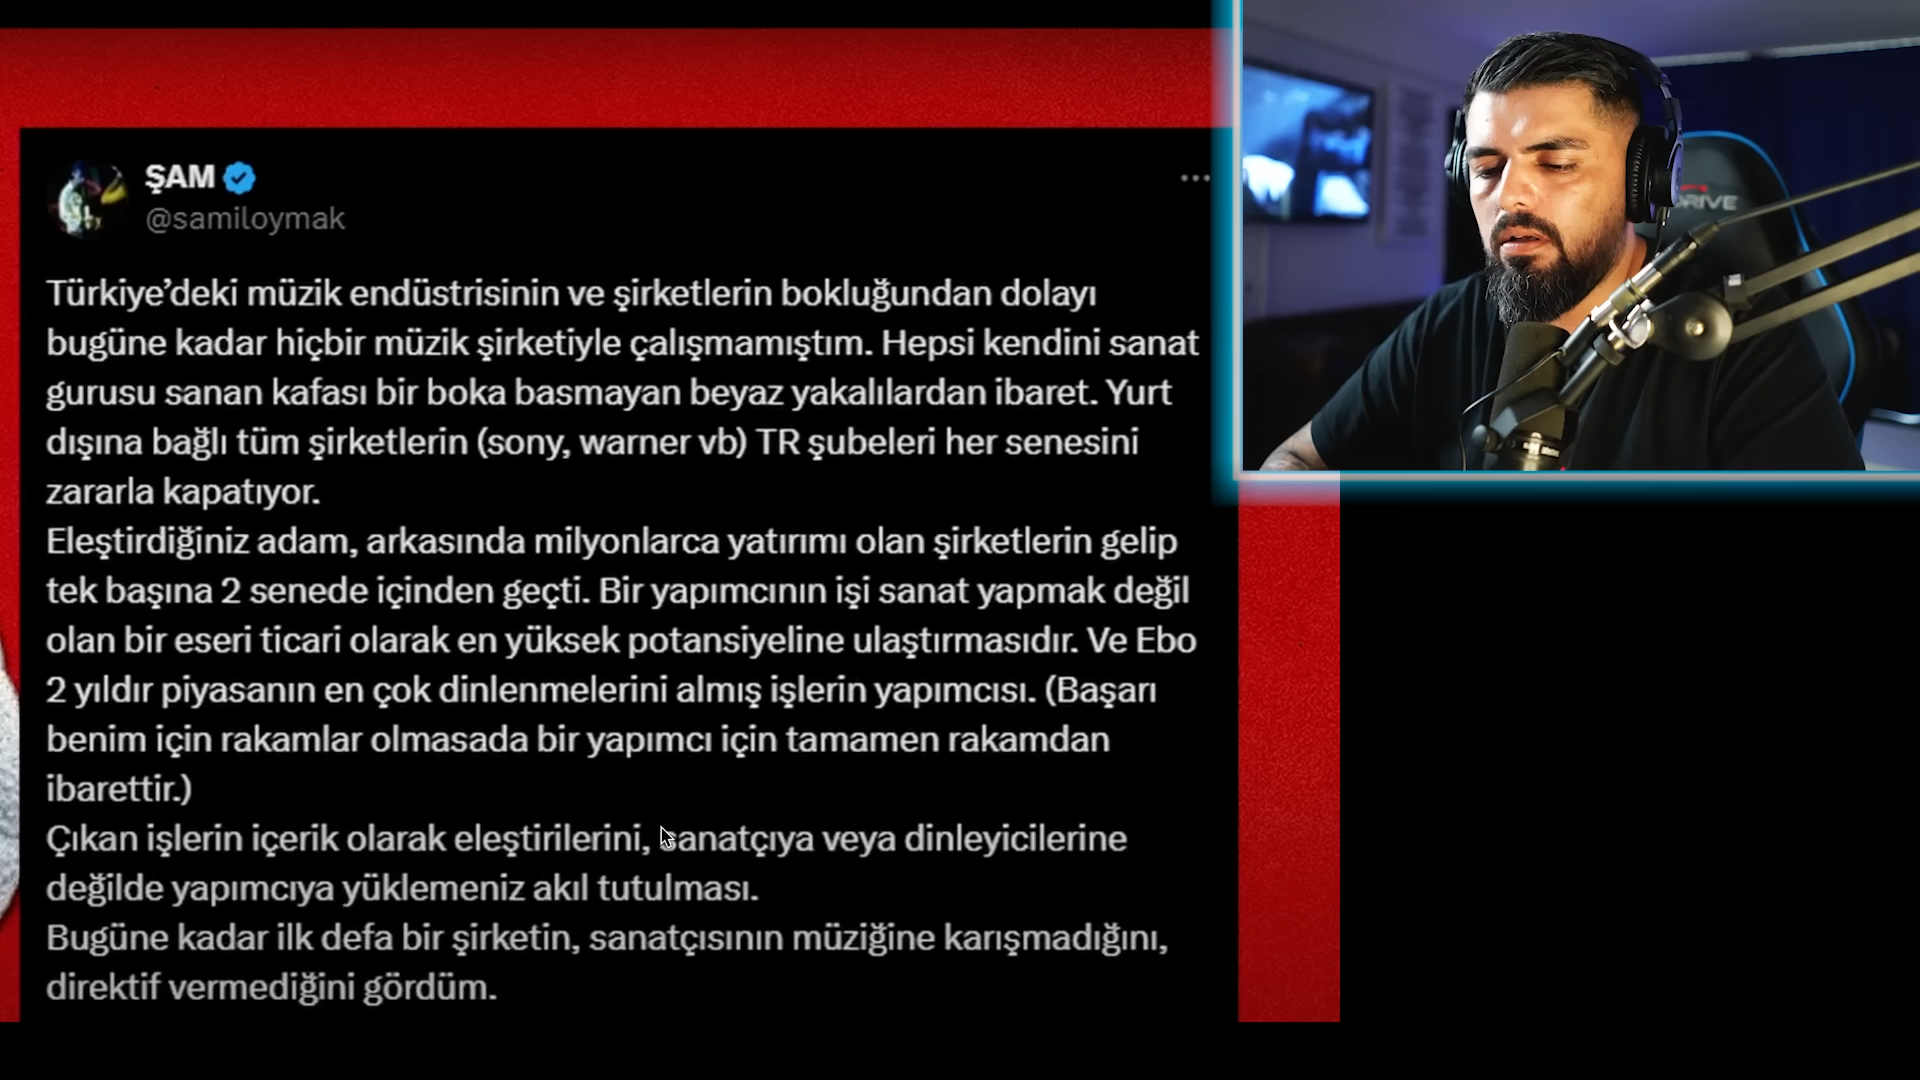 ŞAM
@samiloymak
Türkiye’deki müzik endüstrisinin ve şirketlerin bokluğundan dolayı
bugüne kadar hiçbir müzik şirketiyle çalışmamıştım. Hepsi kendini sanat
gurusu sanan kafası bir boka basmayan beyaz yakalılardan ibaret. Yurt
dışına bağlı tüm şirketlerin (sony, warner vb) TR şubeleri her senesini
zararla kapatıyor.
Eleştirdiğiniz adam, arkasında milyonlarca yatırımı olan şirketlerin gelip
tek başına 2 senede içinden geçti. Bir yapımcının işi sanat yapmak değil
olan bir eseri ticari olarak en yüksek potansiyeline ulaştırmasıdır. Ve Ebo
2 yıldır piyasanın en çok dinlenmelerini almış işlerin yapımcısı. (Başarı
benim için rakamlar olmasada bir yapımcı için tamamen rakamdan
ibarettir.)
Çıkan işlerin içerik olarak eleştirilerini, sanatçıya veya dinleyicilerine
değilde yapımcıya yüklemeniz akıl tutulması.
Bugüne kadar ilk defa bir şirketin, sanatçısının müziğine karışmadığını,
direktif vermediğini gördüm.